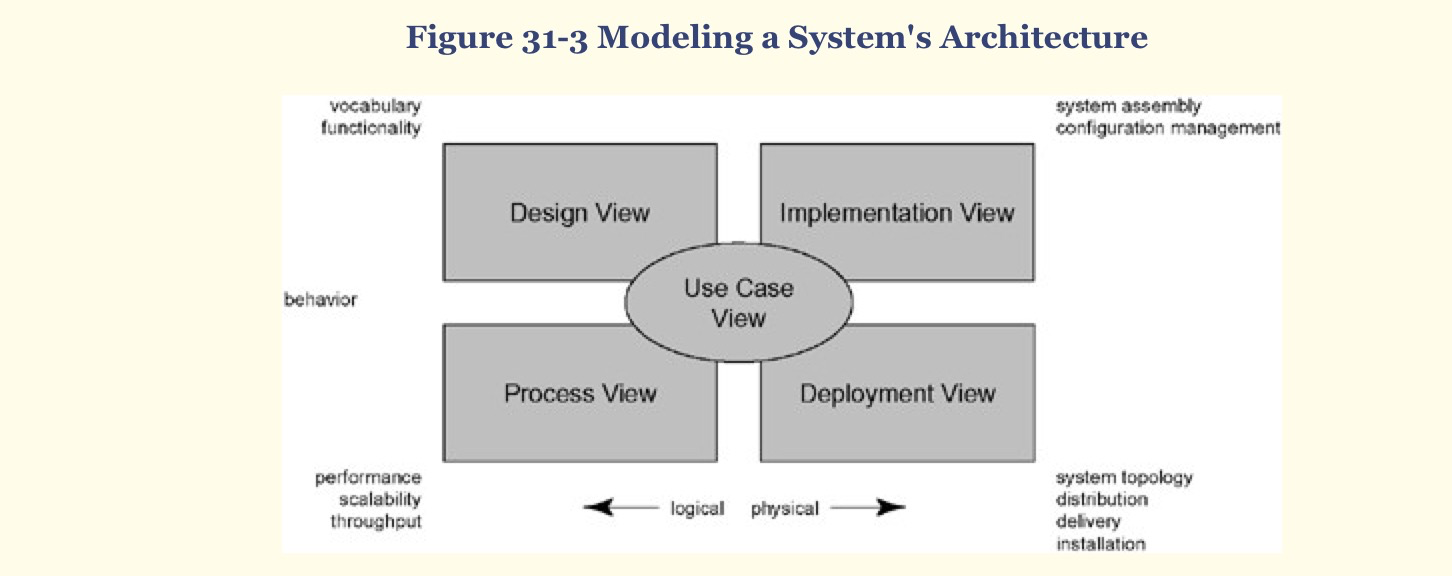 Figure 31-3 Modeling a System's Architecture
vocabulary
functionality
system assembly
configuration management
Design View
Implementation View
behavior
Use Case
View
Process View
Deployment View
performance
scalability
throughput
logical
physical
system topology
distribution
delivery
installation